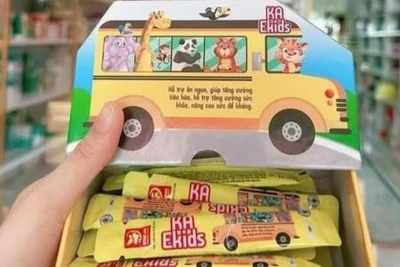 KA
Ekids
Hỗ trợ ăn ngon, giúp tăng cường
tiêu hóa, hỗ trợ tăng cường sức
khỏe, nâng cao sức đề kháng.
KA
Ekids
KA
Ekids